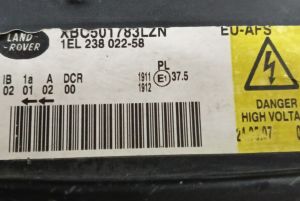 LAND-
ROVER
XBC501783LZN
1EL 238 022-58
EU-AFS
PL
IB 1a A DCR
02 01 02 00
1911
E1 37.5
1912
DANGER
HIGH VOLTA